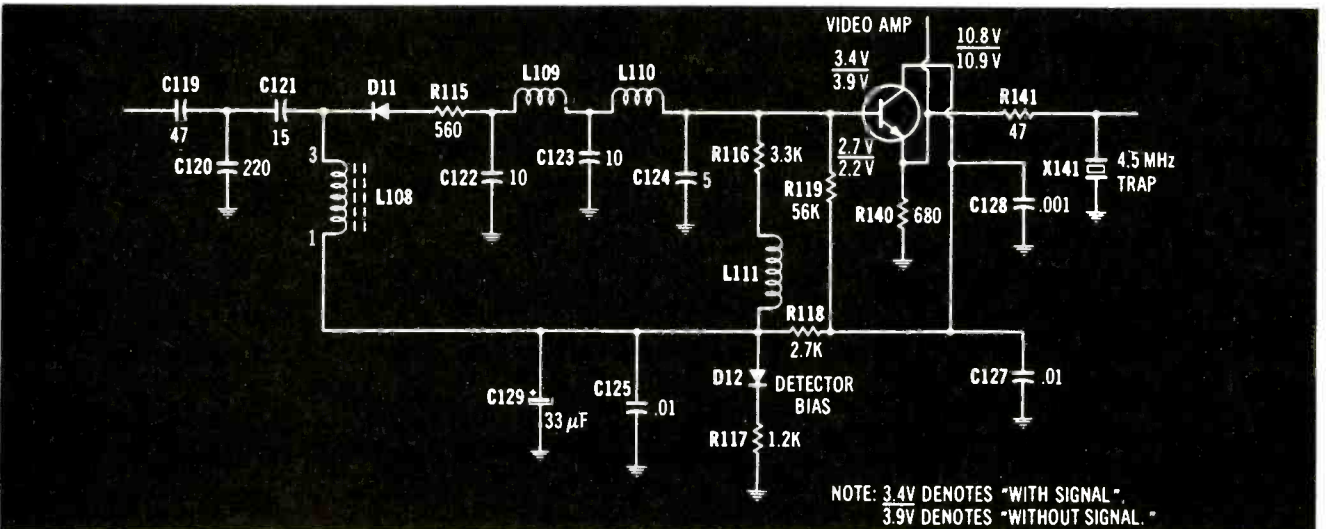 VIDEO AMP
10.8 V
10.9 V
3.4 V
3.9 V
C119
47
C121
15
D11
R115
560
L109
L110
R141
47
C120 220
3
L108
1
C122 10
C123 10
C124 5
R116 3.3K
R119
56K
2.7 V
2.2 V
R140 680
C128 .001
X141
4.5 MHz
TRAP
L111
R118
2.7K
C129
+
33 µF
C125
.01
D12
DETECTOR
BIAS
R117 1.2K
C127 .01
NOTE: 3.4V DENOTES "WITH SIGNAL",
3.9V DENOTES "WITHOUT SIGNAL."